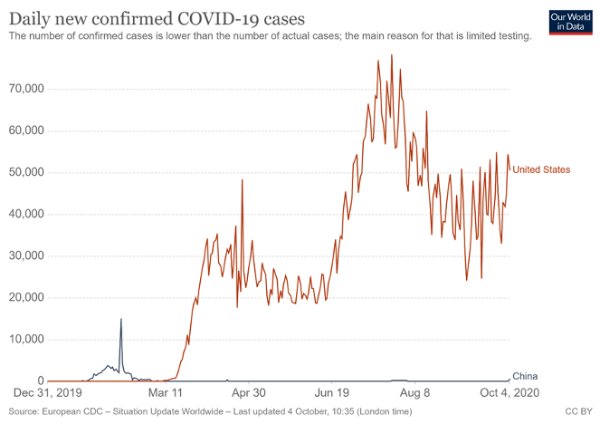 Daily new confirmed COVID-19 cases
The number of confirmed cases is lower than the number of actual cases; the main reason for that is limited testing.
Our World
in Data
70,000
60,000
50,000
United States
40,000
30,000
20,000
10,000
China
0
Dec 31, 2019 Mar 11 Apr 30 Jun 19 Aug 8 Oct 4, 2020
Source: European CDC – Situation Update Worldwide – Last updated 4 October, 10:35 (London time) CC BY